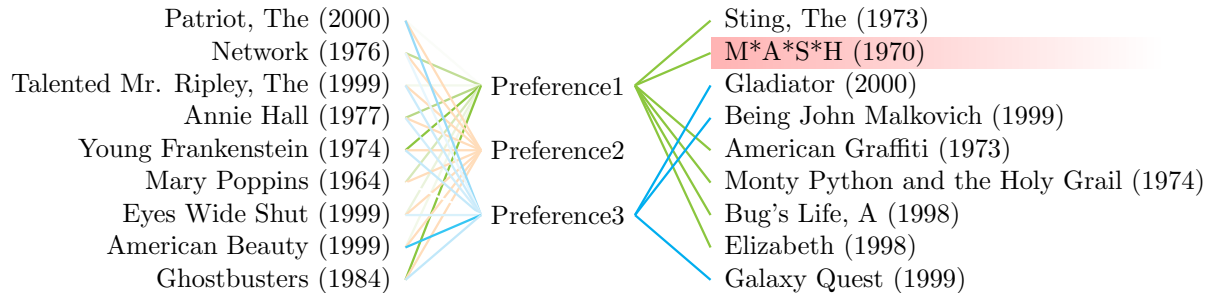 Patriot, The (2000)
Network (1976)
Talented Mr. Ripley, The (1999)
Annie Hall (1977)
Young Frankenstein (1974)
Mary Poppins (1964)
Eyes Wide Shut (1999)
American Beauty (1999)
Ghostbusters (1984)
Preference1
Preference2
Preference3
Sting, The (1973)
M*A*S*H (1970)
Gladiator (2000)
Being John Malkovich (1999)
American Graffiti (1973)
Monty Python and the Holy Grail (1974)
Bug's Life, A (1998)
Elizabeth (1998)
Galaxy Quest (1999)